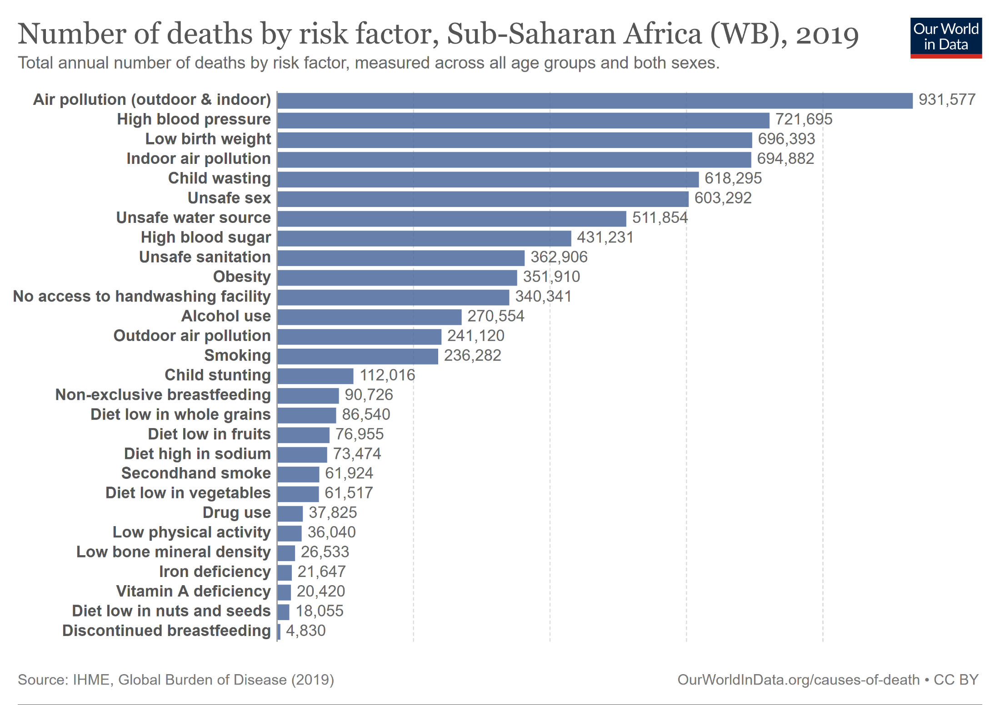 Number of deaths by risk factor, Sub-Saharan Africa (WB), 2019
Our World
in Data
Total annual number of deaths by risk factor, measured across all age groups and both sexes.
Air pollution (outdoor & indoor) 931,577
High blood pressure 721,695
Low birth weight 696,393
Indoor air pollution 694,882
Child wasting 618,295
Unsafe sex 603,292
Unsafe water source 511,854
High blood sugar 431,231
Unsafe sanitation 362,906
Obesity 351,910
No access to handwashing facility 340,341
Alcohol use 270,554
Outdoor air pollution 241,120
Smoking 236,282
Child stunting 112,016
Non-exclusive breastfeeding 90,726
Diet low in whole grains 86,540
Diet low in fruits 76,955
Diet high in sodium 73,474
Secondhand smoke 61,924
Diet low in vegetables 61,517
Drug use 37,825
Low physical activity 36,040
Low bone mineral density 26,533
Iron deficiency 21,647
Vitamin A deficiency 20,420
Diet low in nuts and seeds 18,055
Discontinued breastfeeding 4,830
Source: IHME, Global Burden of Disease (2019)
OurWorldInData.org/causes-of-death • CC BY